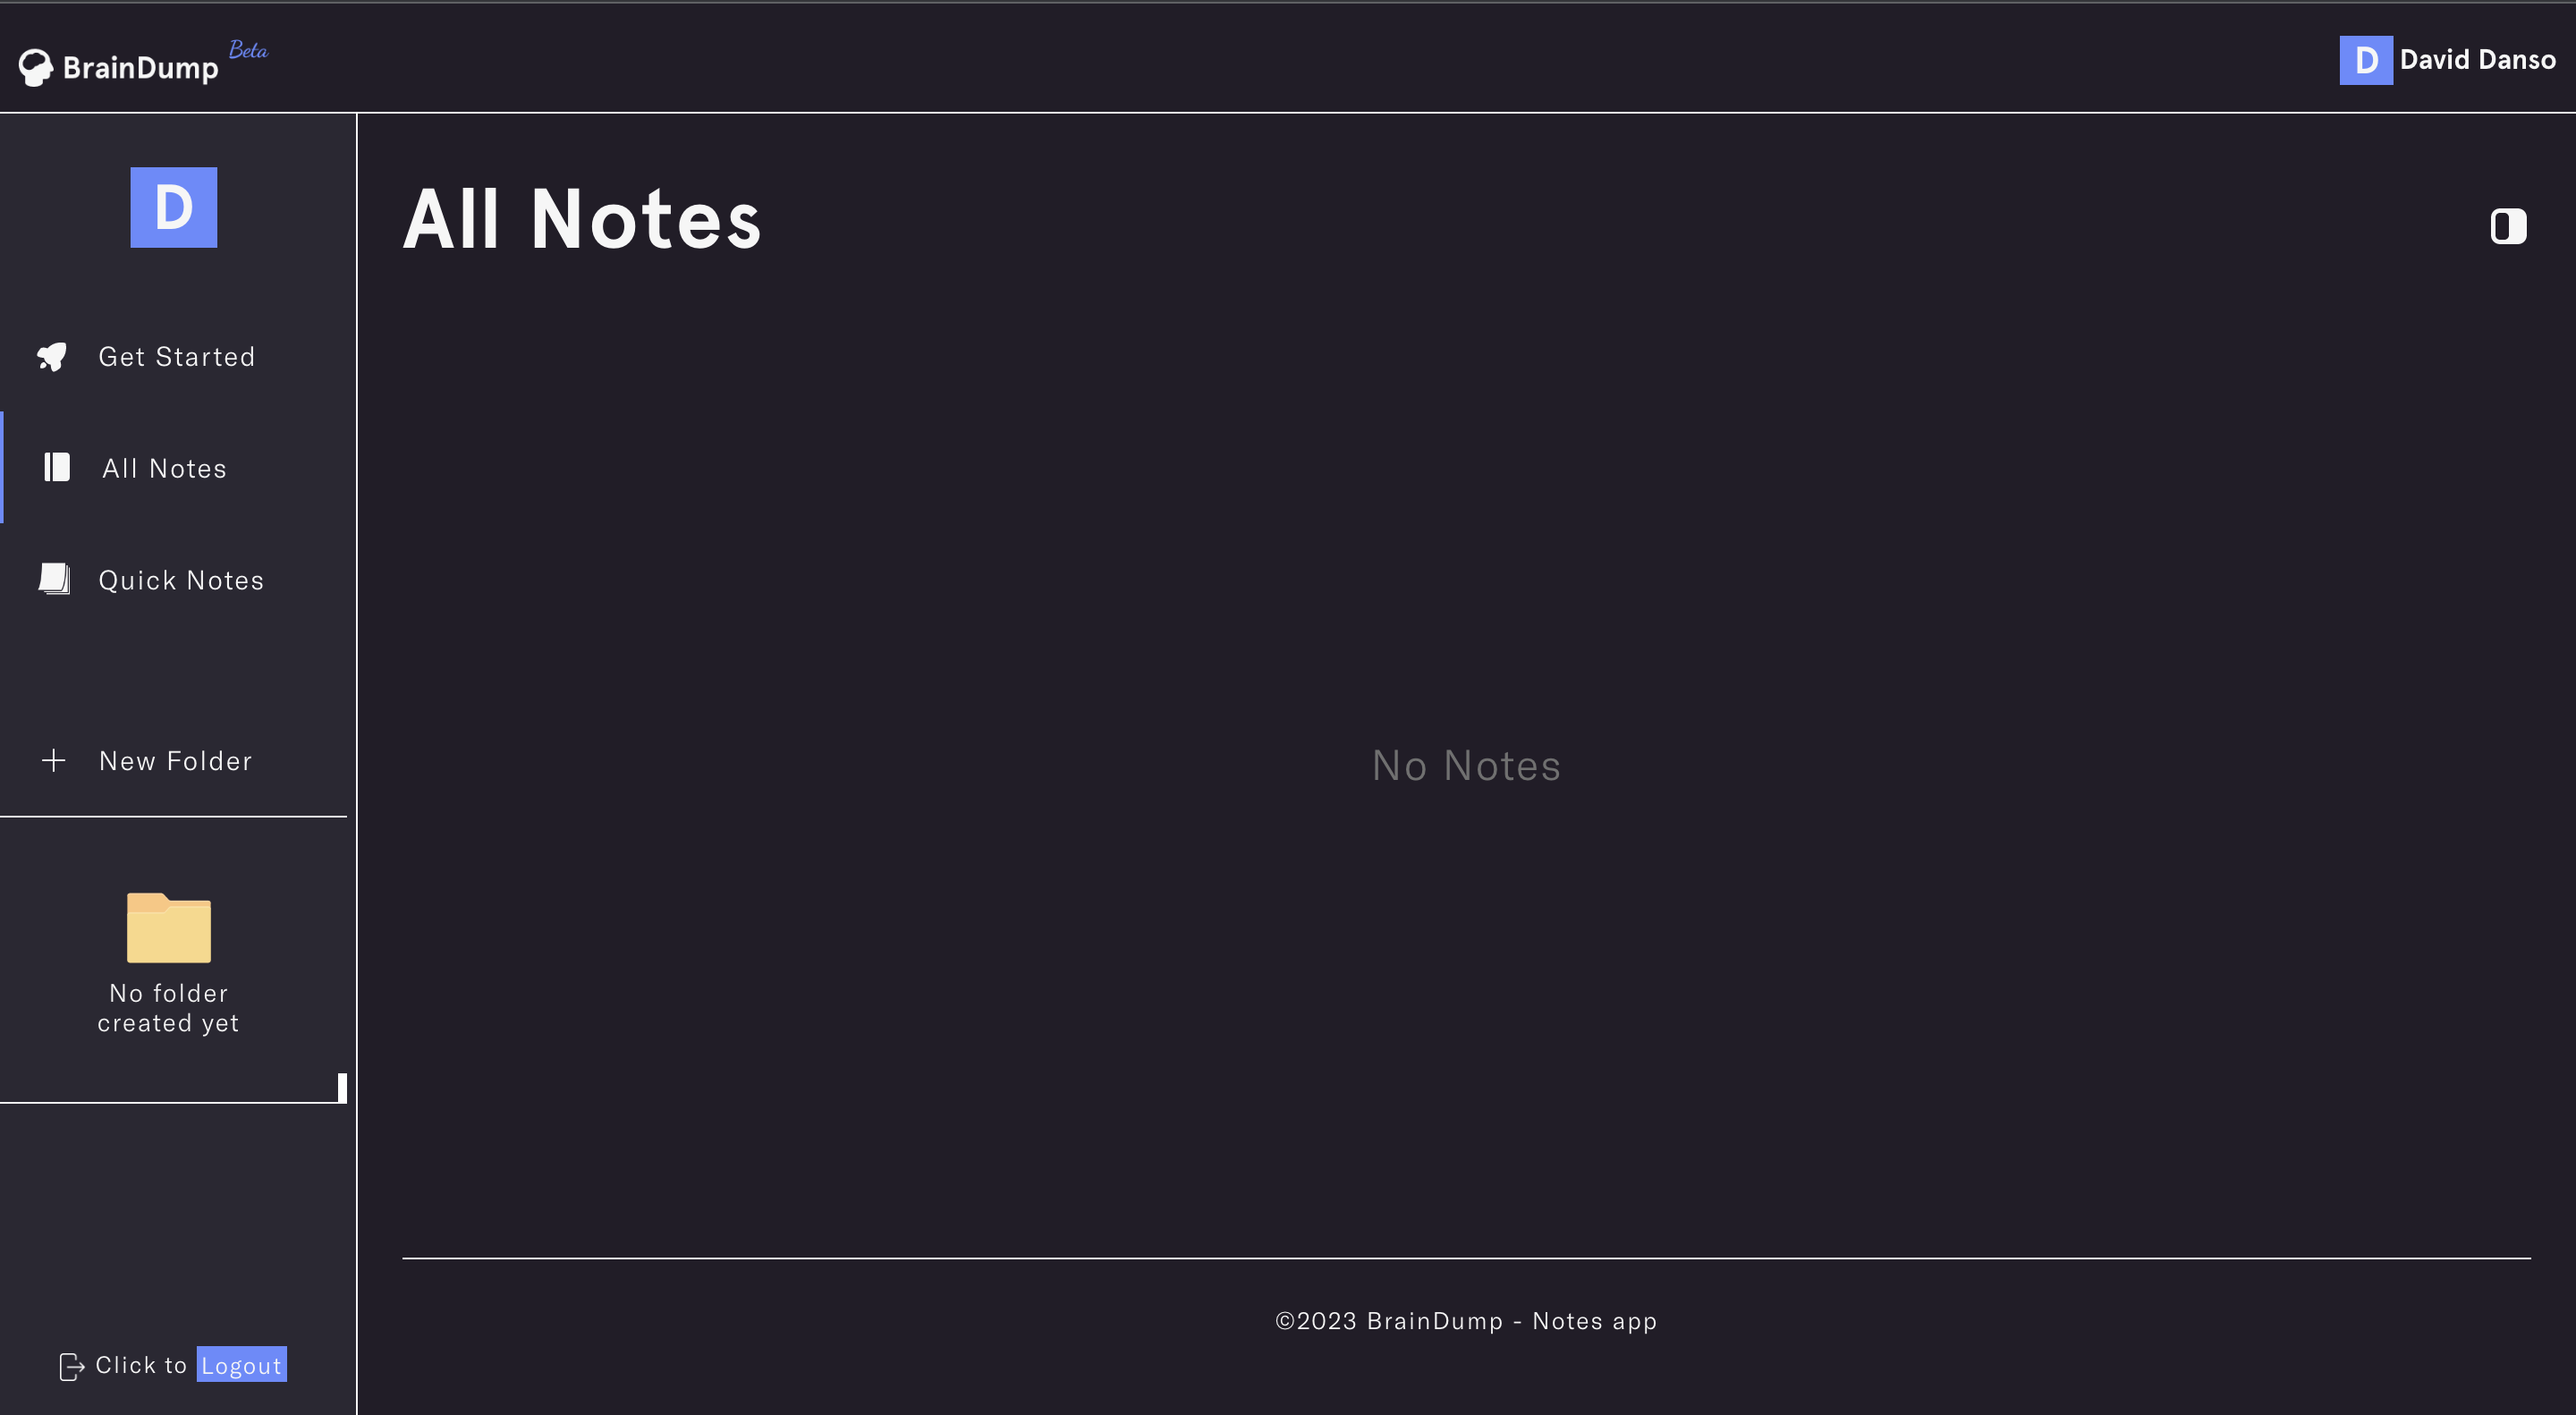 BrainDump Beta
D David Danso
D
Get Started
All Notes
Quick Notes
New Folder
No folder
created yet
Click to Logout
All Notes
No Notes
©2023 BrainDump - Notes app